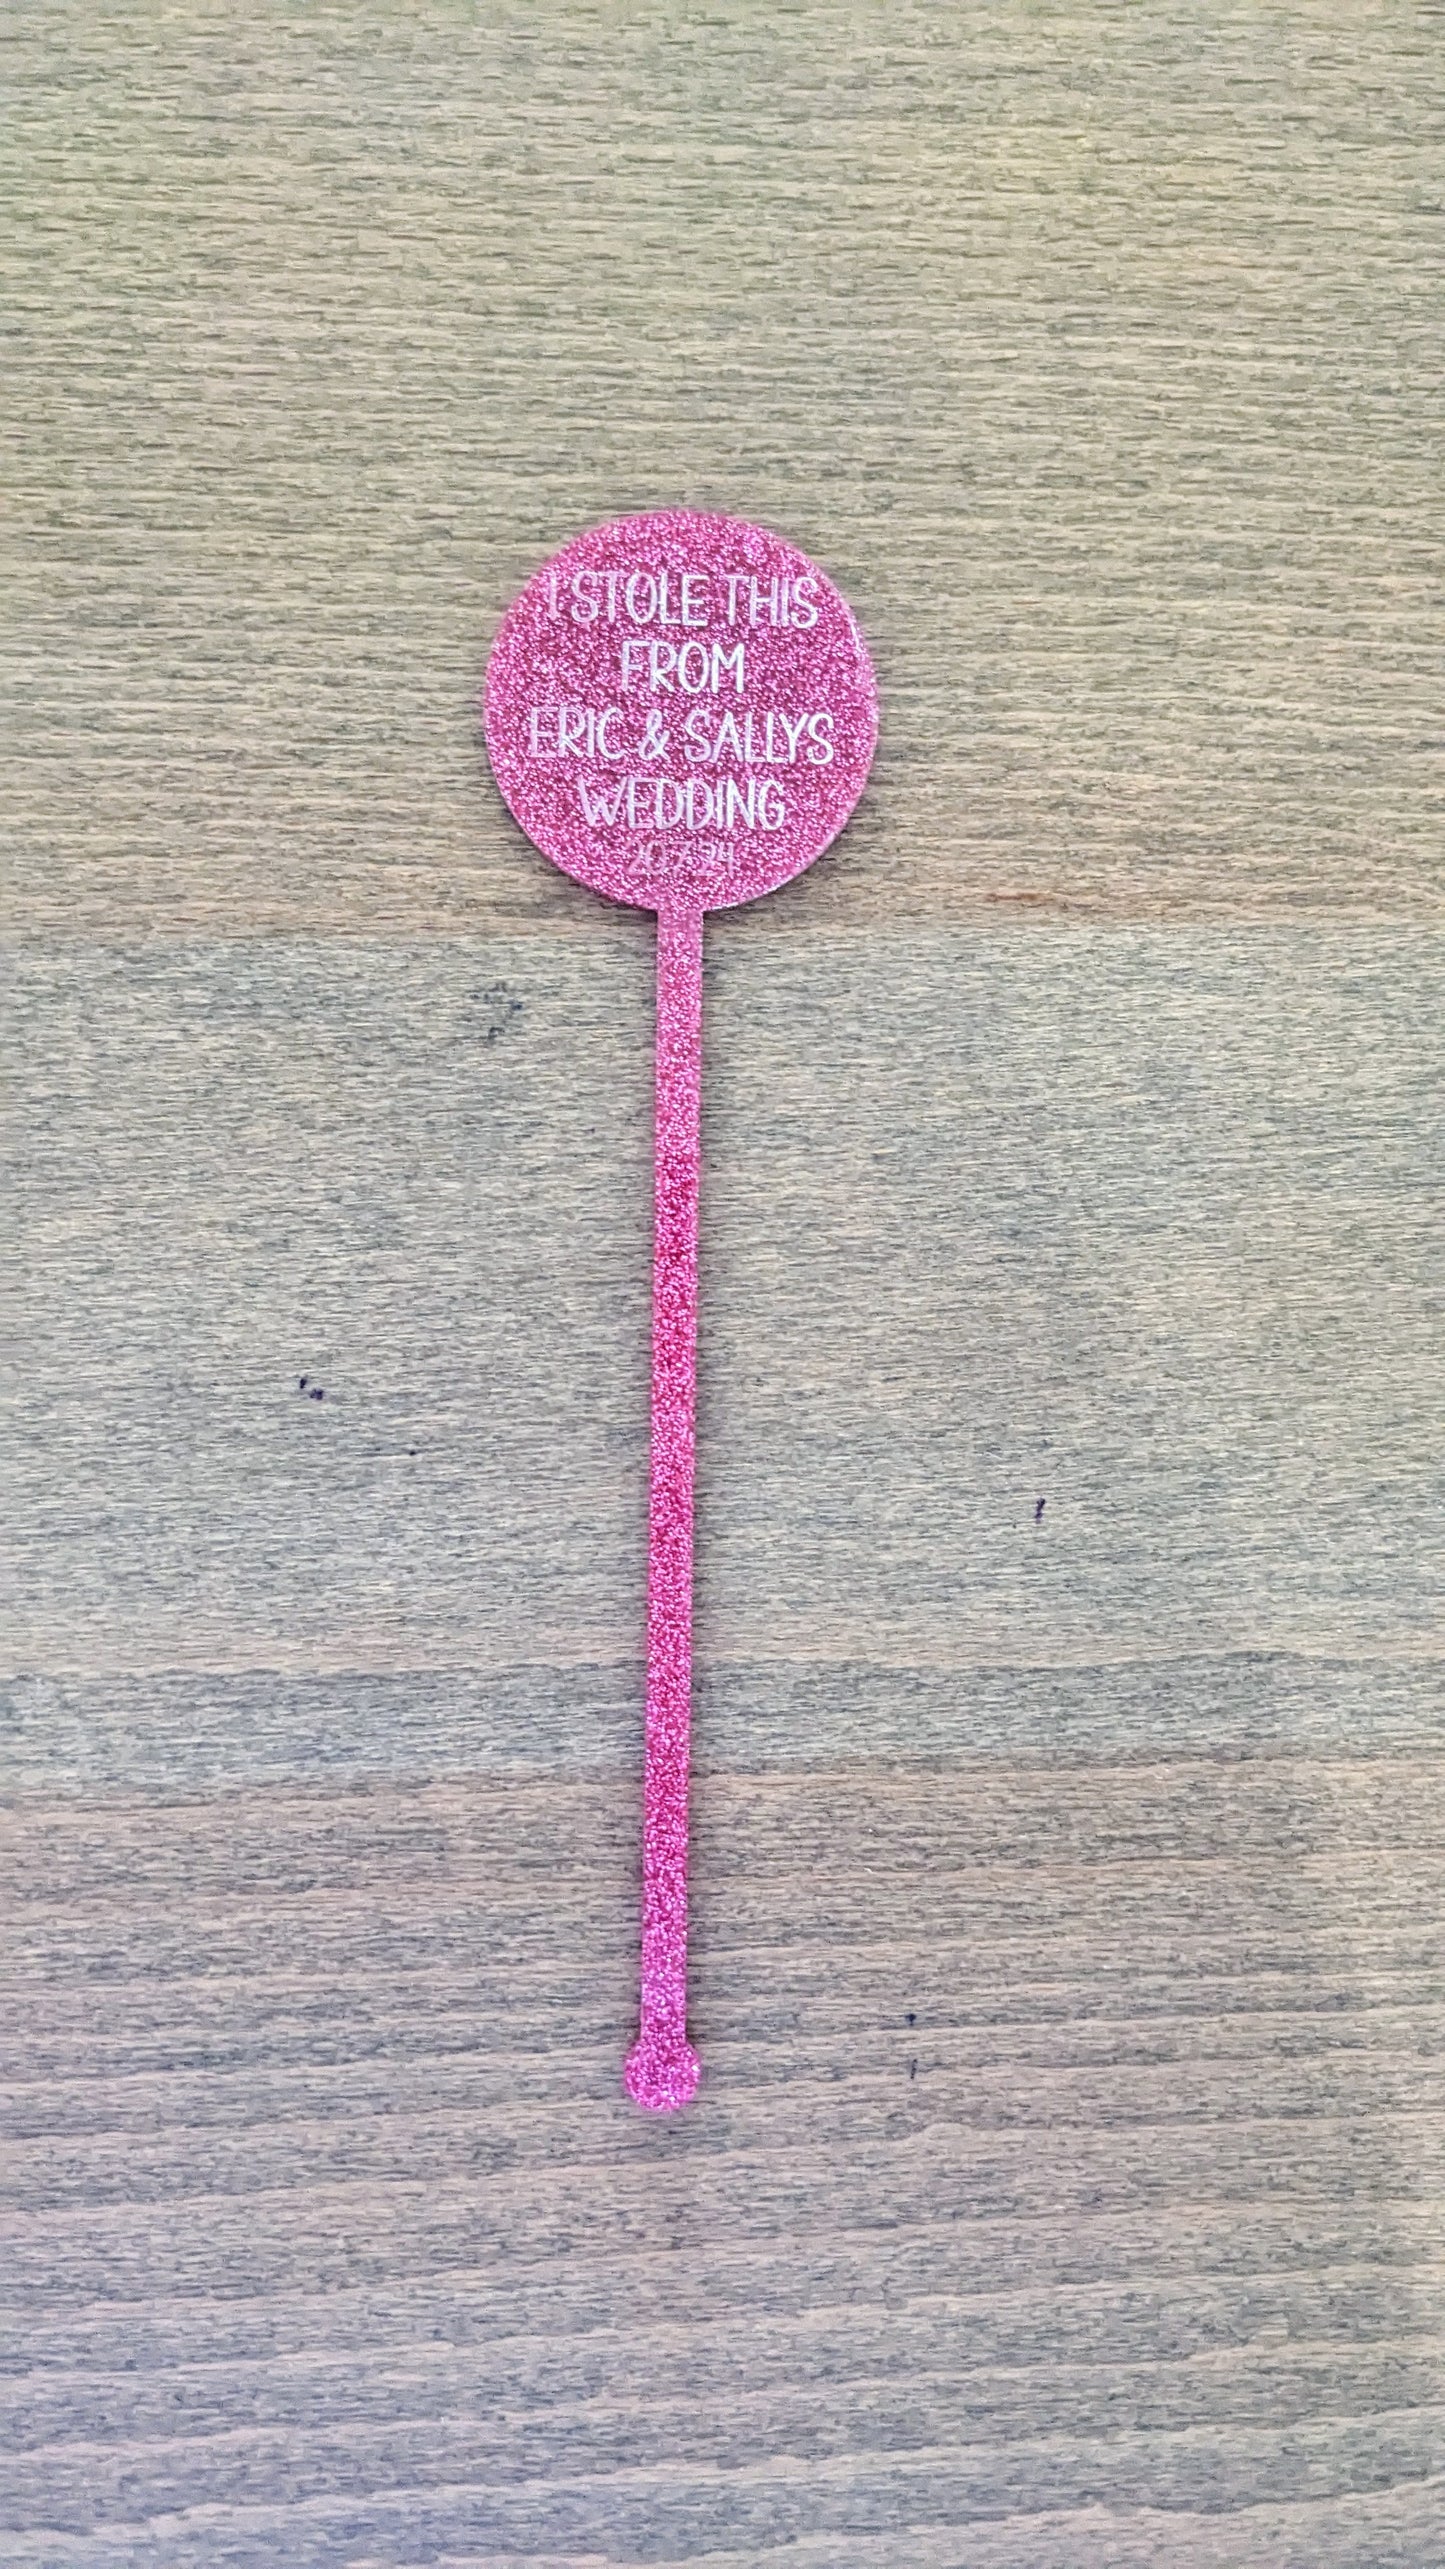 I STOLE THIS
FROM
ERIC & SALLYS
WEDDING
20.7.24